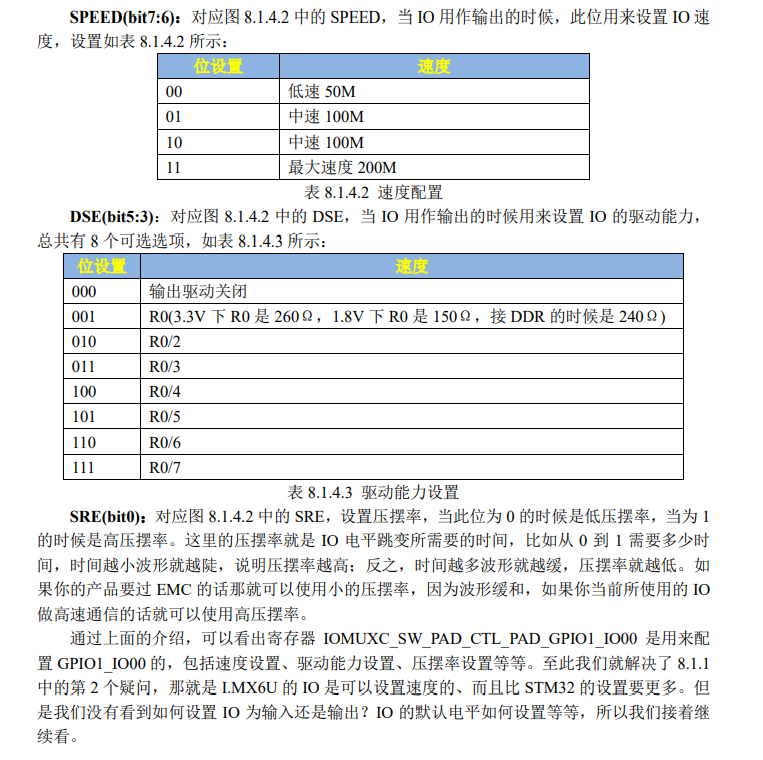 SPEED(bit7:6)：对应图 8.1.4.2 中的 SPEED，当 IO 用作输出的时候，此位用来设置 IO 速
度，设置如表 8.1.4.2 所示：
位设置 速度
00 低速 50M
01 中速 100M
10 中速 100M
11 最大速度 200M
表 8.1.4.2 速度配置
DSE(bit5:3)：对应图 8.1.4.2 中的 DSE，当 IO 用作输出的时候用来设置 IO 的驱动能力，
总共有 8 个可选选项，如表 8.1.4.3 所示：
位设置 速度
000 输出驱动关闭
001 R0(3.3V 下 R0 是 260Ω，1.8V 下 R0 是 150Ω，接 DDR 的时候是 240Ω)
010 R0/2
011 R0/3
100 R0/4
101 R0/5
110 R0/6
111 R0/7
表 8.1.4.3 驱动能力设置
SRE(bit0)：对应图 8.1.4.2 中的 SRE，设置压摆率，当此位为 0 的时候是低压摆率，当为 1
的时候是高压摆率。这里的压摆率就是 IO 电平跳变所需要的时间，比如从 0 到 1 需要多少时
间，时间越小波形就越陡，说明压摆率越高；反之，时间越多波形就越缓，压摆率就越低。如
果你的产品要过 EMC 的话那就可以使用小的压摆率，因为波形缓和，如果你当前所使用的 IO
做高速通信的话就可以使用高压摆率。
通过上面的介绍，可以看出寄存器 IOMUXC_SW_PAD_CTL_PAD_GPIO1_IO00 是用来配
置 GPIO1_IO00 的，包括速度设置、驱动能力设置、压摆率设置等等。至此我们就解决了 8.1.1
中的第 2 个疑问，那就是 I.MX6U 的 IO 是可以设置速度的、而且比 STM32 的设置要更多。但
是我们没有看到如何设置 IO 为输入还是输出？IO 的默认电平如何设置等等，所以我们接着继
续看。